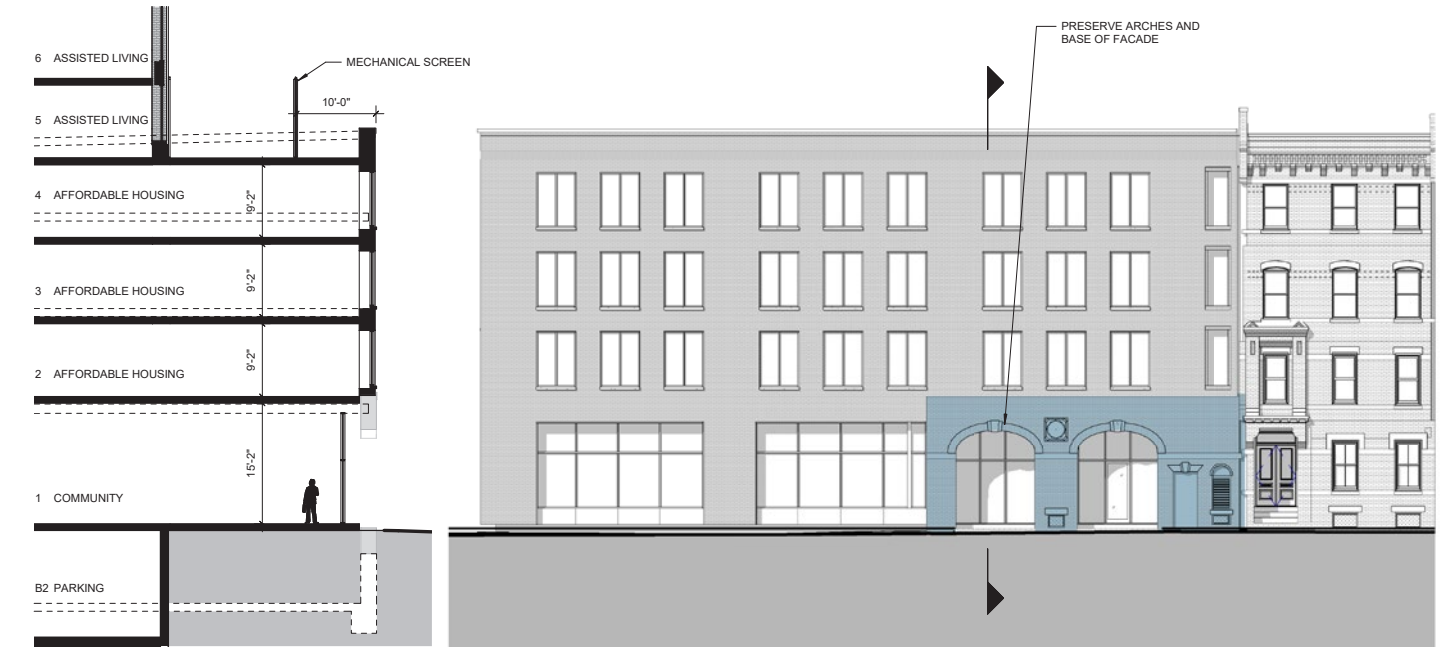 6 ASSISTED LIVING
MECHANICAL SCREEN
10'-0"
5 ASSISTED LIVING
4 AFFORDABLE HOUSING
9'-2"
3 AFFORDABLE HOUSING
9'-2"
2 AFFORDABLE HOUSING
9'-2"
15'-2"
1 COMMUNITY
B2 PARKING
PRESERVE ARCHES AND
BASE OF FACADE